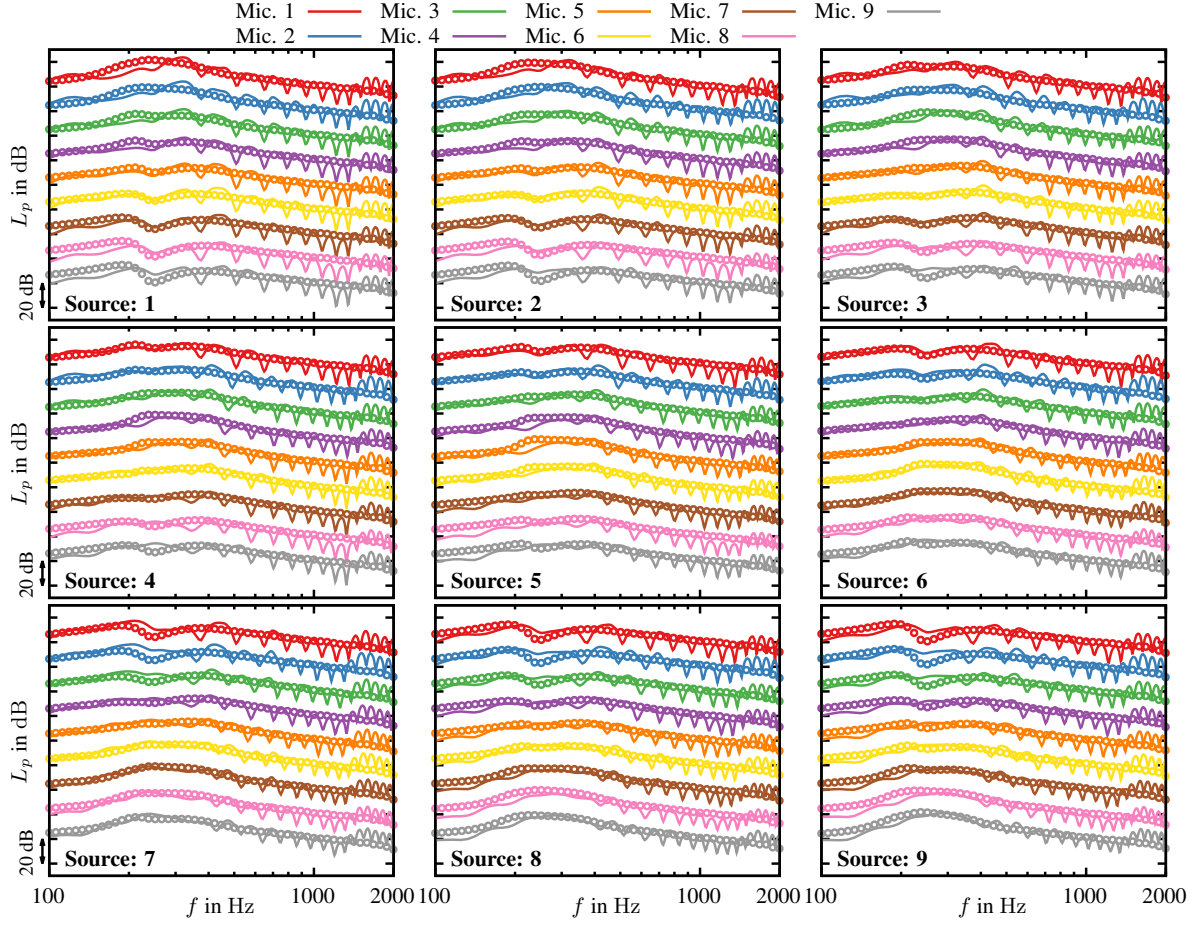 Mic. 1 Mic. 3 Mic. 5 Mic. 7 Mic. 9
Mic. 2 Mic. 4 Mic. 6 Mic. 8
L_p in dB
20 dB
Source: 1
Source: 2
Source: 3
L_p in dB
20 dB
Source: 4
Source: 5
Source: 6
L_p in dB
20 dB
Source: 7
Source: 8
Source: 9
100 1000 2000 100 1000 2000 100 1000 2000
f in Hz f in Hz f in Hz